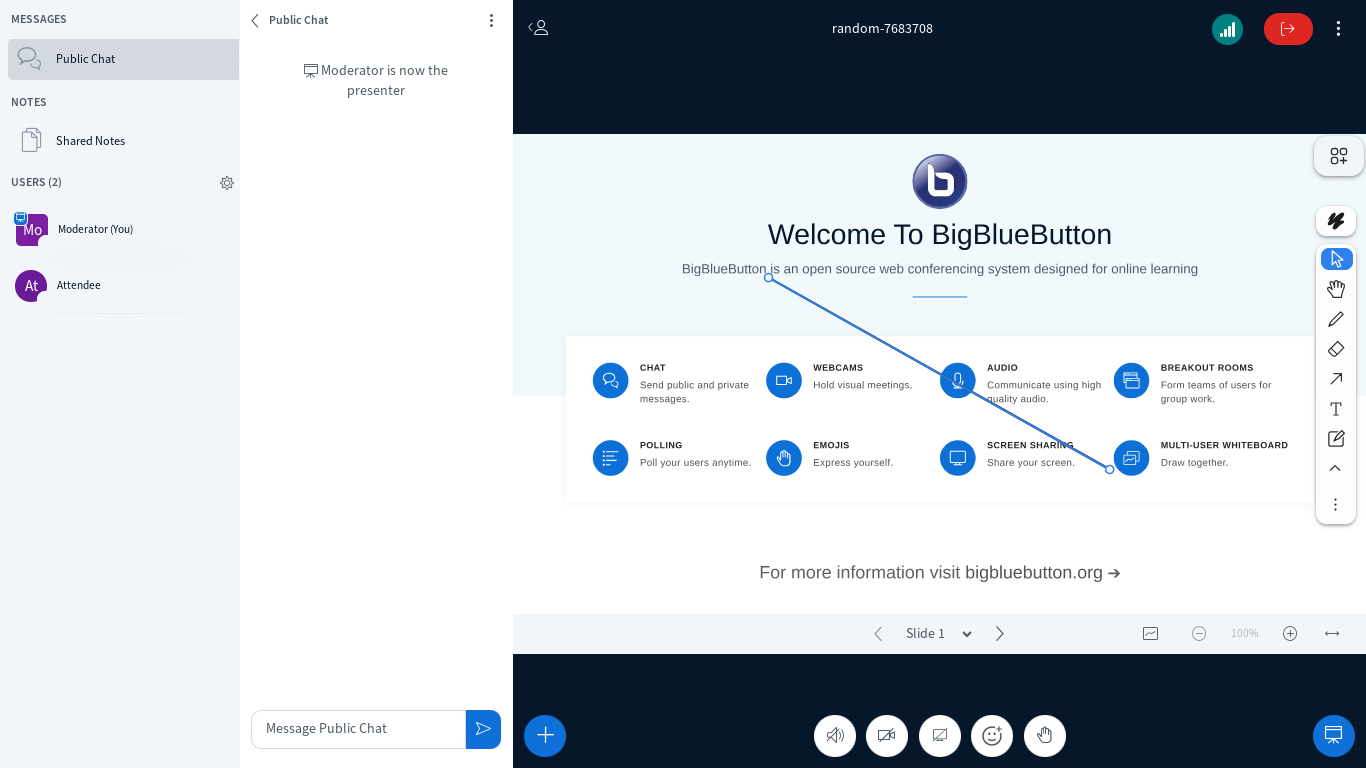 MESSAGES
Public Chat
NOTES
Shared Notes
USERS (2)
Mo
Moderator (You)
At
Attendee
Public Chat
Moderator is now the
presenter
Message Public Chat
random-7683708
Welcome To BigBlueButton
BigBlueButton is an open source web conferencing system designed for online learning
CHAT
Send public and private
messages.
WEBCAMS
Hold visual meetings.
AUDIO
Communicate using high
quality audio.
BREAKOUT ROOMS
Form teams of users for
group work.
POLLING
Poll your users anytime.
EMOJIS
Express yourself.
SCREEN SHARING
Share your screen.
MULTI-USER WHITEBOARD
Draw together.
For more information visit bigbluebutton.org →
Slide 1
100%